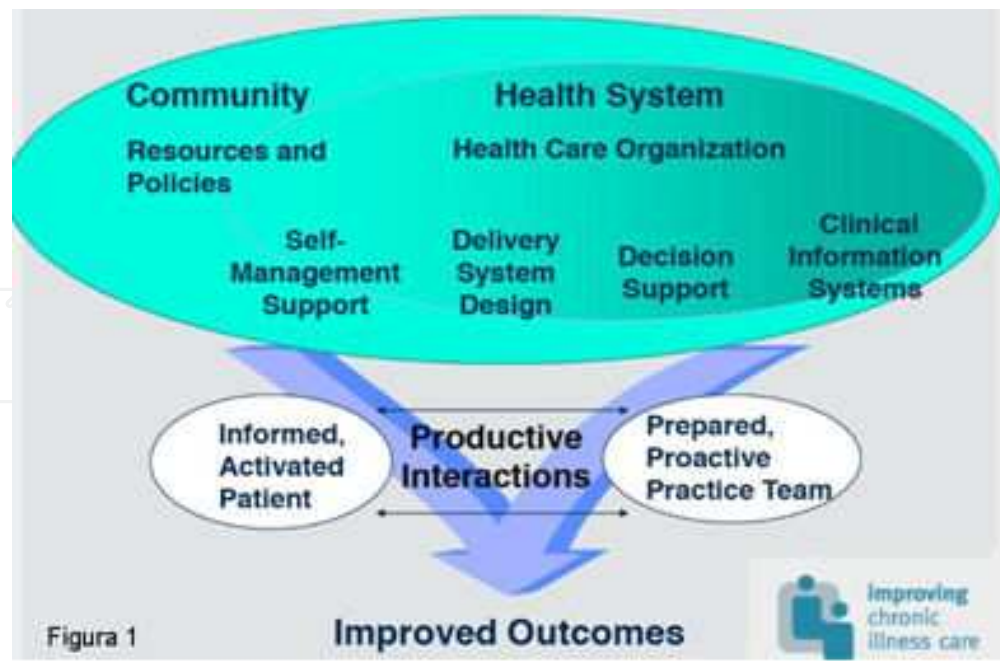 Community
Health System
Resources and
Policies
Health Care Organization
Self-
Management
Support
Delivery
System
Design
Decision
Support
Clinical
Information
Systems
Informed,
Activated
Patient
Productive
Interactions
Prepared,
Proactive
Practice Team
Improved Outcomes
Figura 1
Improving
chronic
illness care